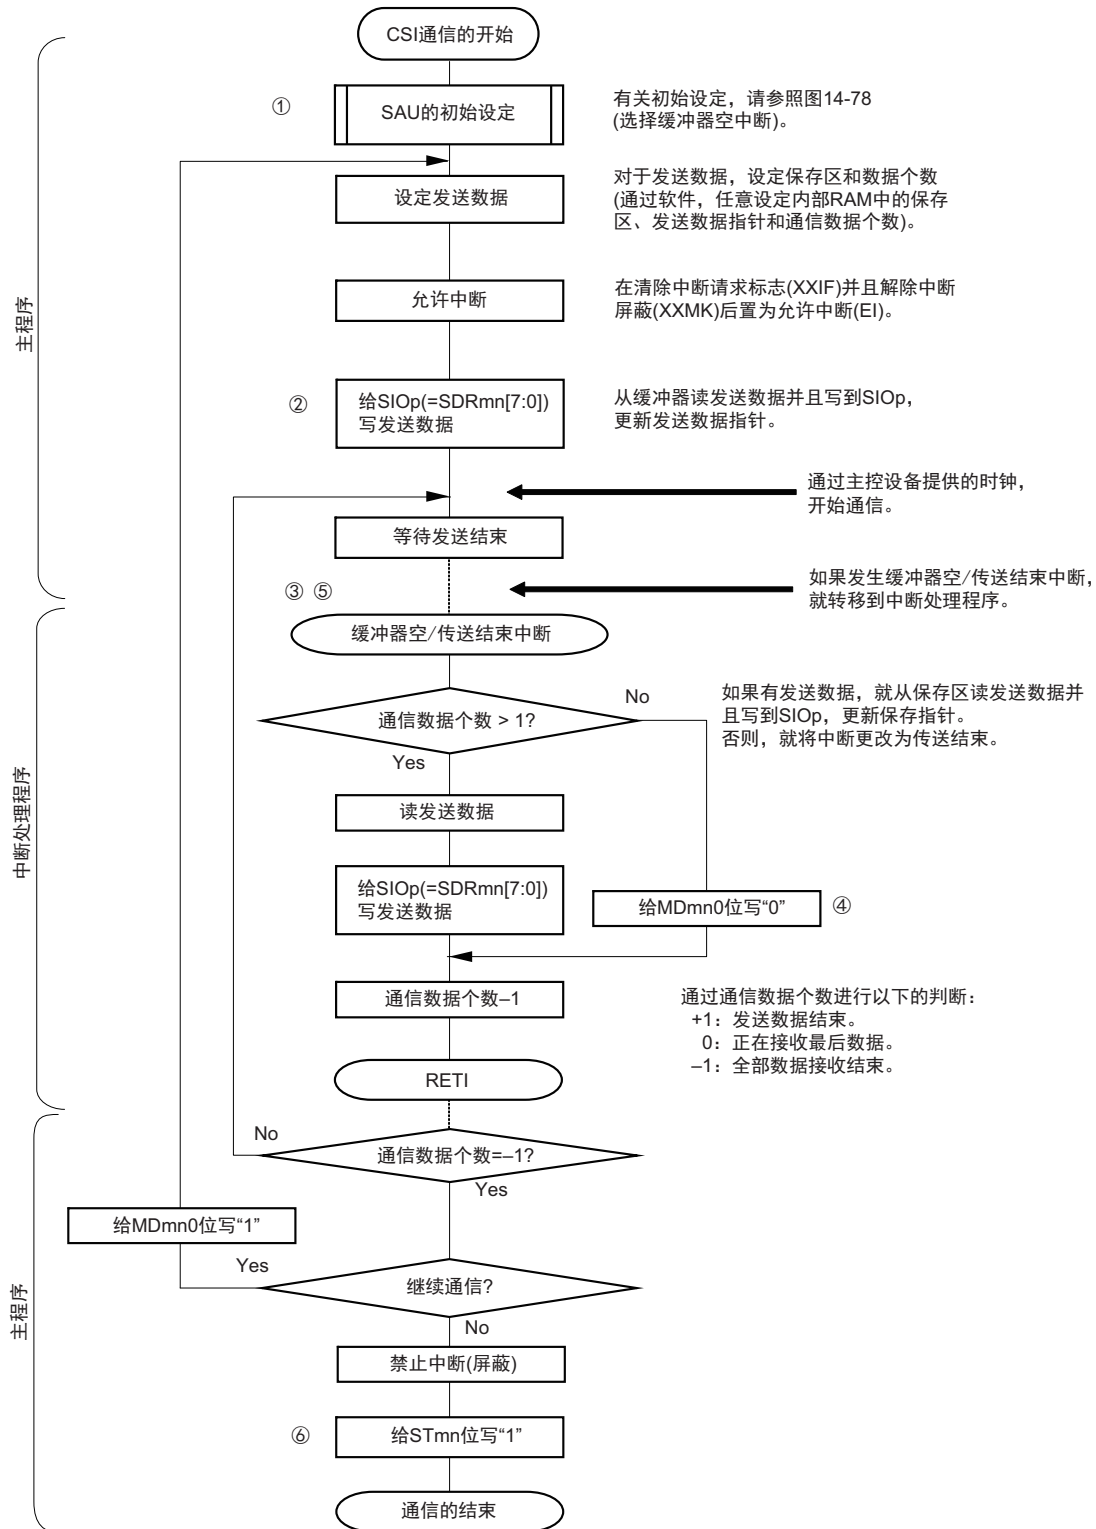 CSI通信的开始
①
SAU的初始设定
有关初始设定，请参照图14-78
(选择缓冲器空中断)。
设定发送数据
对于发送数据，设定保存区和数据个数
(通过软件，任意设定内部RAM中的保存
区、发送数据指针和通信数据个数)。
主程序
允许中断
在清除中断请求标志(XXIF)并且解除中断
屏蔽(XXMK)后置为允许中断(EI)。
②
给SIOp(=SDRmn[7:0])
写发送数据
从缓冲器读发送数据并且写到SIOp，
更新发送数据指针。
通过主控设备提供的时钟，
开始通信。
等待发送结束
③ ⑤
如果发生缓冲器空/传送结束中断，
就转移到中断处理程序。
缓冲器空/传送结束中断
通信数据个数 > 1?
No
Yes
如果有发送数据，就从保存区读发送数据并
且写到SIOp，更新保存指针。
否则，就将中断更改为传送结束。
中断处理程序
读发送数据
给SIOp(=SDRmn[7:0])
写发送数据
给MDmn0位写“0”
④
通信数据个数–1
通过通信数据个数进行以下的判断：
+1：发送数据结束。
0：正在接收最后数据。
–1：全部数据接收结束。
RETI
No
通信数据个数=–1?
Yes
给MDmn0位写“1”
Yes
继续通信?
No
主程序
禁止中断(屏蔽)
⑥
给STmn位写“1”
通信的结束